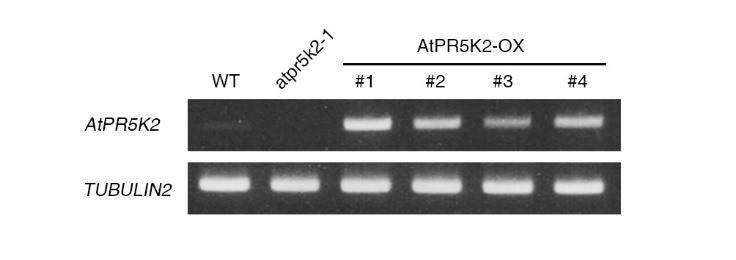 AtPR5K2-OX
WT atpr5k2-1 #1 #2 #3 #4
AtPR5K2
TUBULIN2